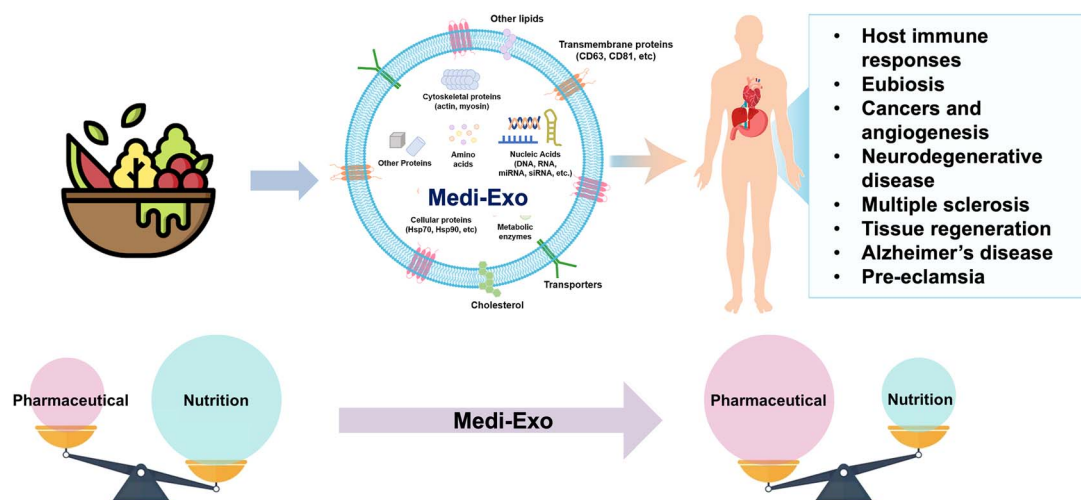 Other lipids
Transmembrane proteins
(CD63, CD81, etc)
Cytoskeletal proteins
(actin, myosin)
Other Proteins
Amino
acids
Nucleic Acids
(DNA, RNA,
miRNA, siRNA, etc.)
Medi-Exo
Cellular proteins
(Hsp70, Hsp90, etc)
Metabolic
enzymes
Transporters
Cholesterol
• Host immune
responses
• Eubiosis
• Cancers and
angiogenesis
• Neurodegenerative
disease
• Multiple sclerosis
• Tissue regeneration
• Alzheimer's disease
• Pre-eclamsia
Pharmaceutical
Nutrition
Medi-Exo
Pharmaceutical
Nutrition